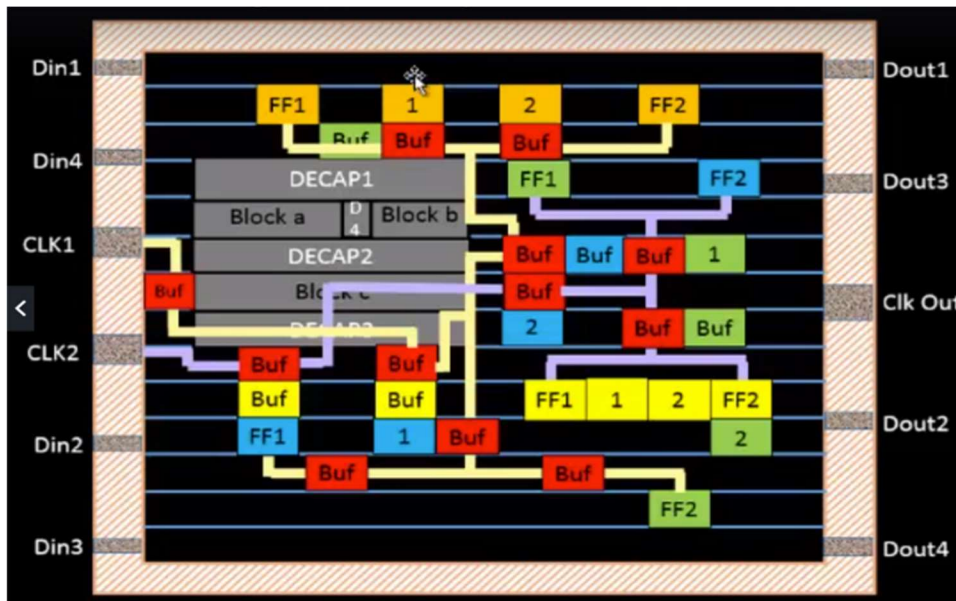 Din1
Dout1
FF1 1 2 FF2
Buf Buf Buf
Din4
DECAP1
FF1 FF2
Dout3
Block a D4 Block b
CLK1
DECAP2
Buf Buf Buf 1
Buf
Block c
Buf
Clk Out
2 Buf Buf
CLK2
Buf Buf
Buf Buf
FF1 1 2 FF2
Dout2
Din2
FF1 1 Buf 2
Buf Buf
FF2
Din3
Dout4